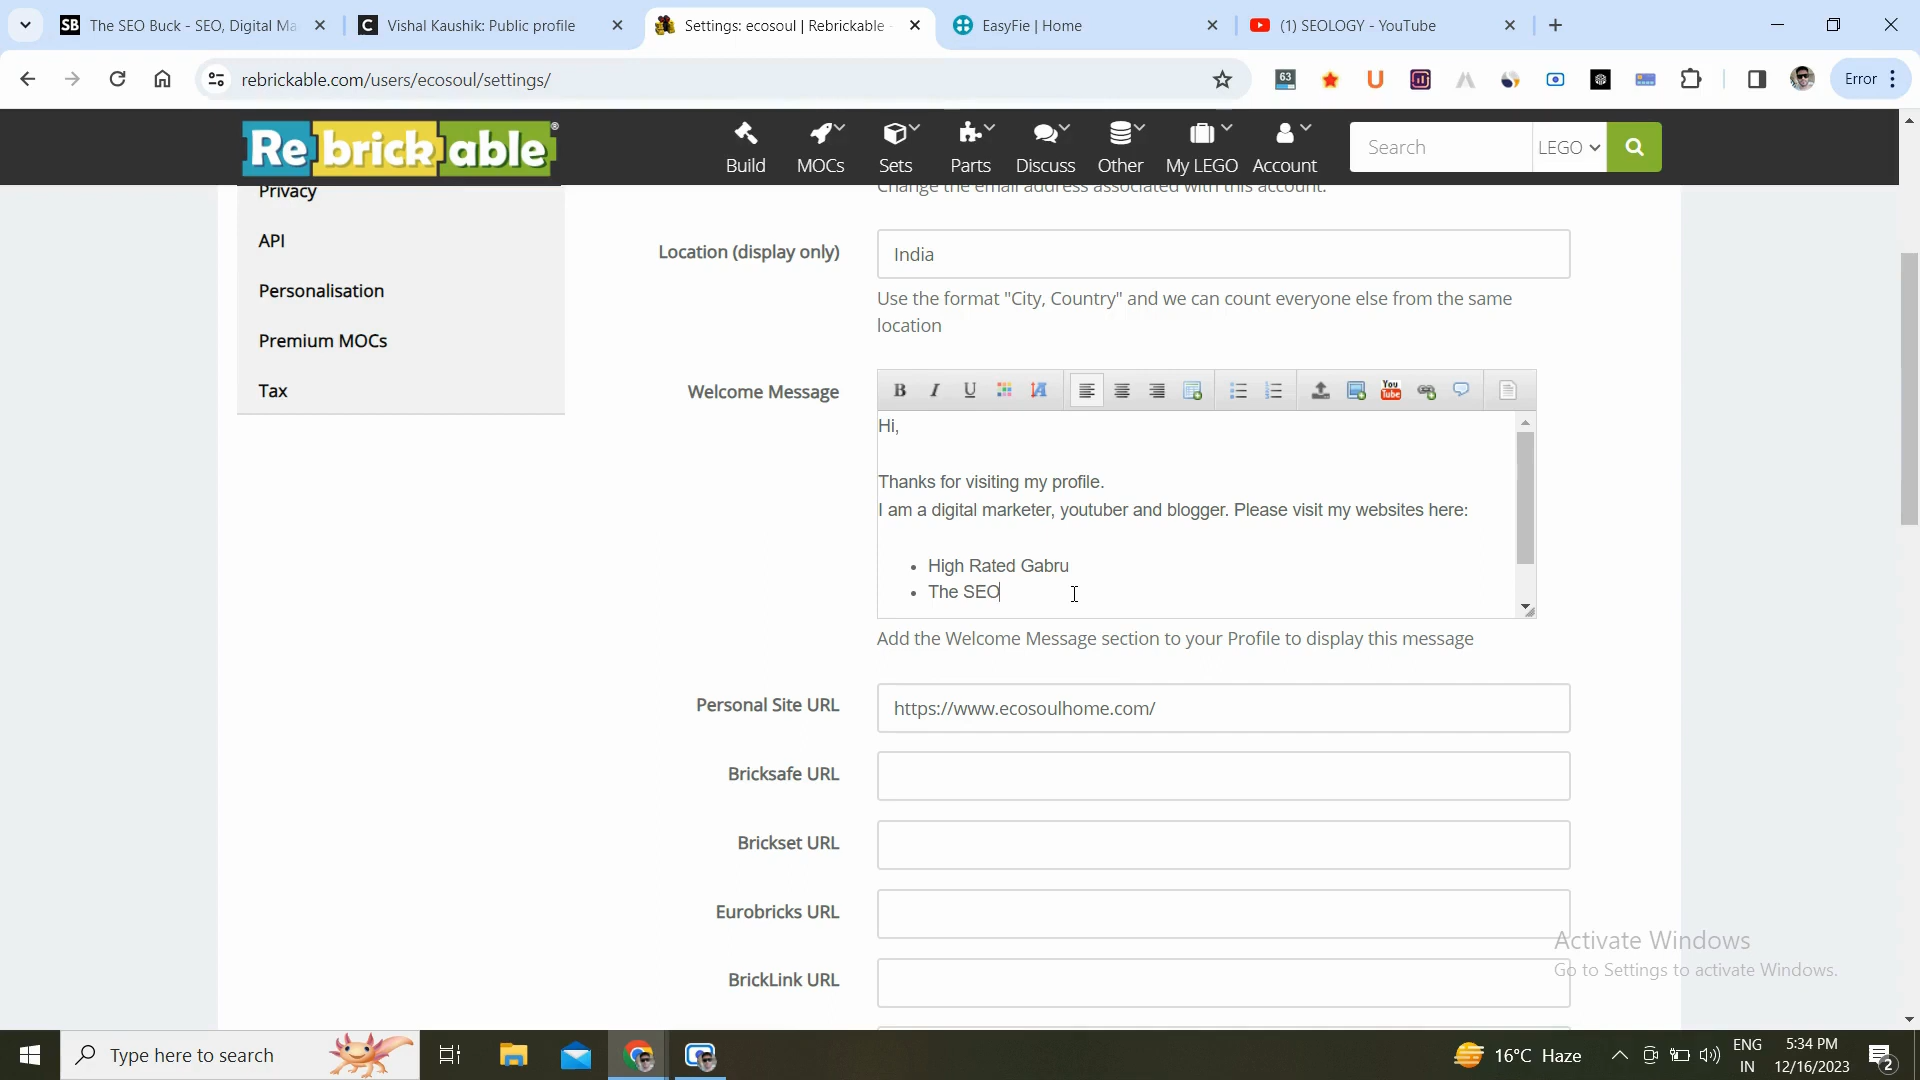 SB The SEO Buck - SEO, Digital Ma
C Vishal Kaushik: Public profile
Settings: ecosoul | Rebrickable -
EasyFie | Home
(1) SEOLOGY - YouTube
rebrickable.com/users/ecosoul/settings/
63
Error
Rebrickable®
Build
MOCs
Sets
Parts
Discuss
Other
My LEGO
Account
Search
LEGO
Change the email address associated with this account.
Privacy
API
Personalisation
Premium MOCs
Tax
Location (display only)
India
Use the format "City, Country" and we can count everyone else from the same
location
Welcome Message
B I U
You
Tube
Hi,
Thanks for visiting my profile.
I am a digital marketer, youtuber and blogger. Please visit my websites here:
• High Rated Gabru
• The SEO
Add the Welcome Message section to your Profile to display this message
Personal Site URL
https://www.ecosoulhome.com/
Bricksafe URL
Brickset URL
Eurobricks URL
BrickLink URL
Activate Windows
Go to Settings to activate Windows.
Type here to search
16°C Haze
ENG
IN
5:34 PM
12/16/2023
2